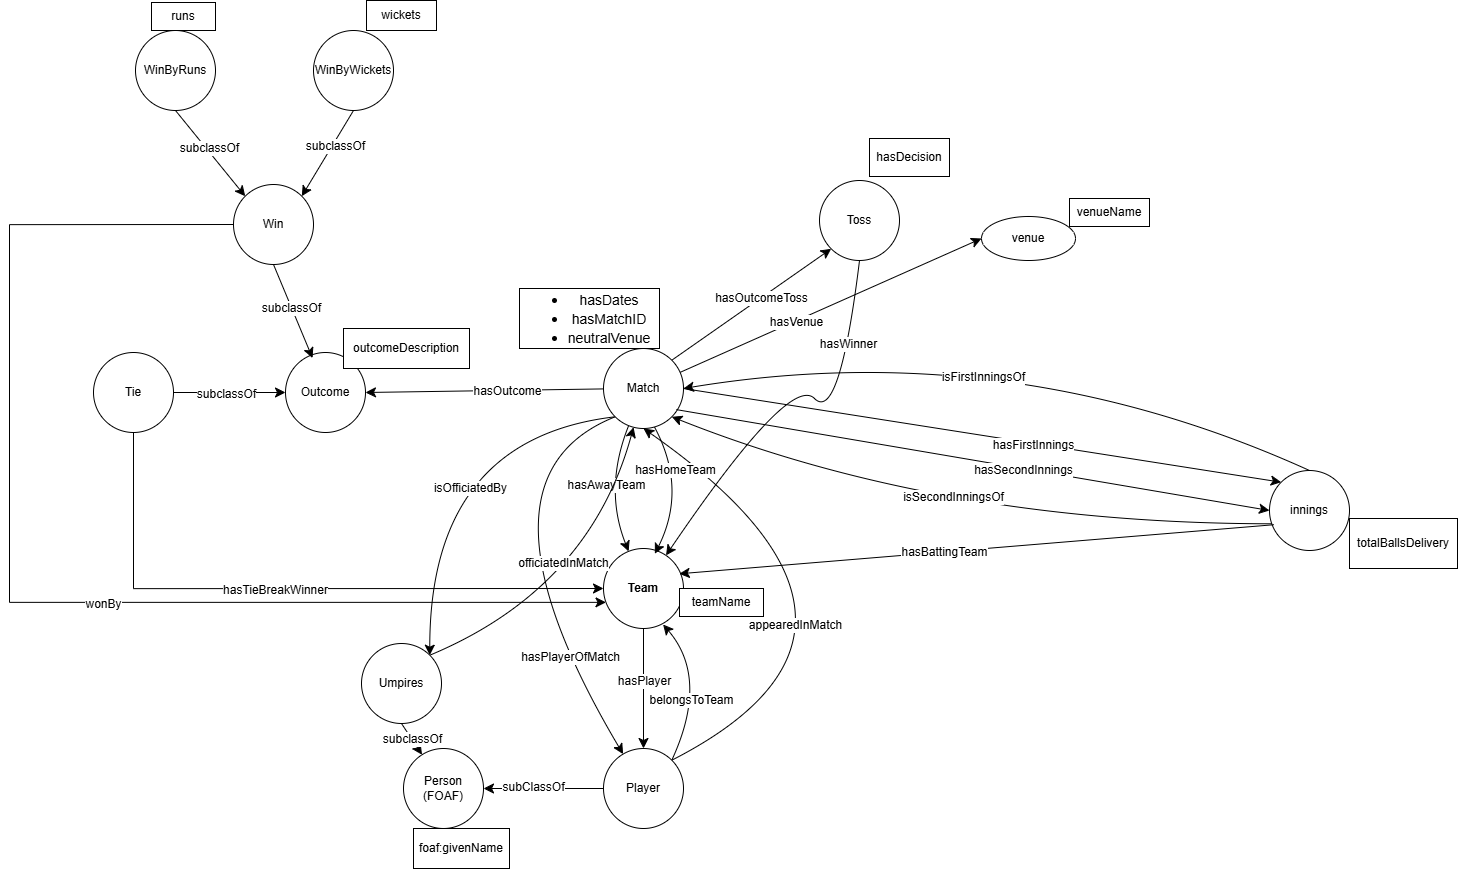 runs
wickets
WinByRuns
WinByWickets
subclassOf
subclassOf
hasDecision
venueName
Toss
Win
venue
subclassOf
hasOutcomeToss
hasDates
hasMatchID
neutralVenue
hasVenue
hasWinner
outcomeDescription
isFirstInningsOf
Tie
subclassOf
Outcome
hasOutcome
Match
hasFirstInnings
hasHomeTeam
hasSecondInnings
isOfficiatedBy
hasAwayTeam
isSecondInningsOf
innings
totalBallsDelivery
hasBattingTeam
officiatedInMatch
hasTieBreakWinner
Team
wonBy
teamName
appearedInMatch
hasPlayerOfMatch
hasPlayer
Umpires
belongsToTeam
subclassOf
Person
(FOAF)
subClassOf
Player
foaf:givenName